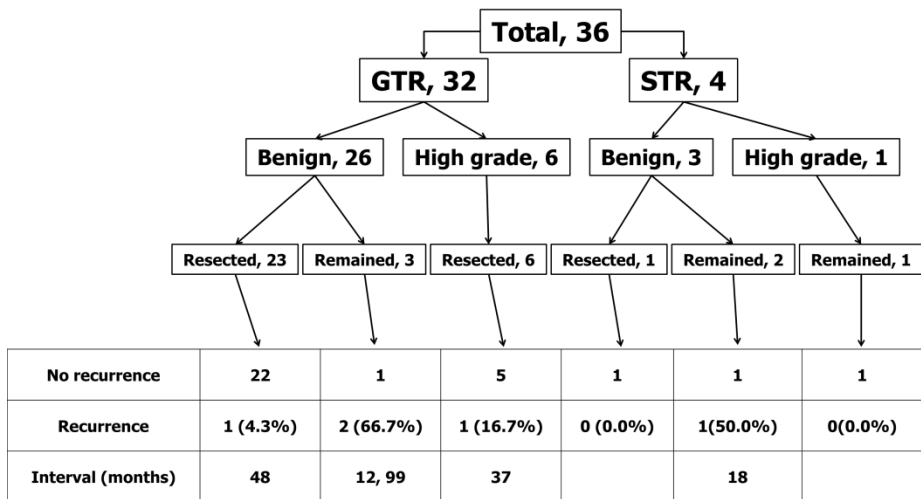 Total, 36
GTR, 32 STR, 4
Benign, 26 High grade, 6 Benign, 3 High grade, 1
Resected, 23 Remained, 3 Resected, 6 Resected, 1 Remained, 2 Remained, 1
No recurrence 22 1 5 1 1 1
Recurrence 1 (4.3%) 2 (66.7%) 1 (16.7%) 0 (0.0%) 1(50.0%) 0(0.0%)
Interval (months) 48 12, 99 37 18